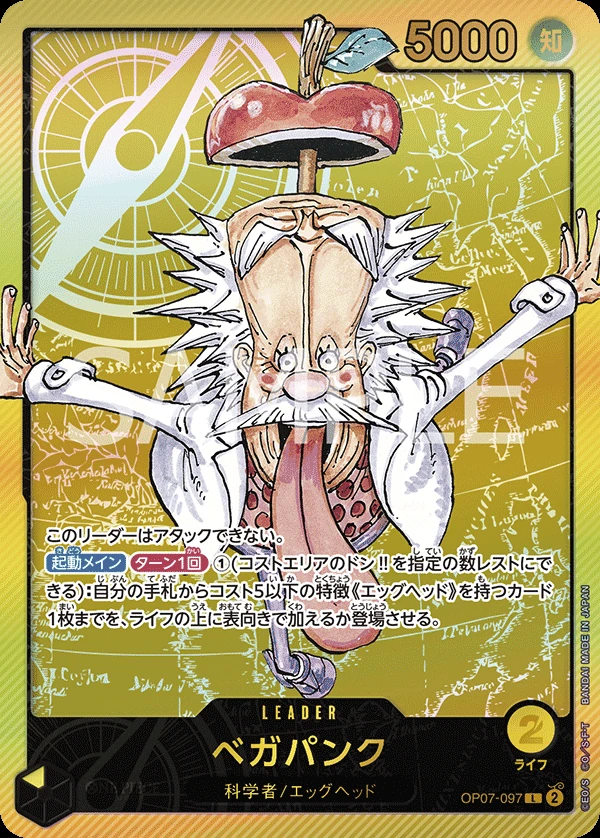 5000 知
SAMPLE
このリーダーはアタックできない。
起動メイン ターン1回 ①(コストエリアのドン!!を指定の数レストにで
きる):自分の手札からコスト5以下の特徴《エッグヘッド》を持つカード
1枚までを、ライフの上に表向きで加えるか登場させる。
LEADER
ベガパンク
2
ライフ
科学者/エッグヘッド
OP07-097 L 2
©E.O/S ©O/S・F・T BANDAI MADE IN JAPAN